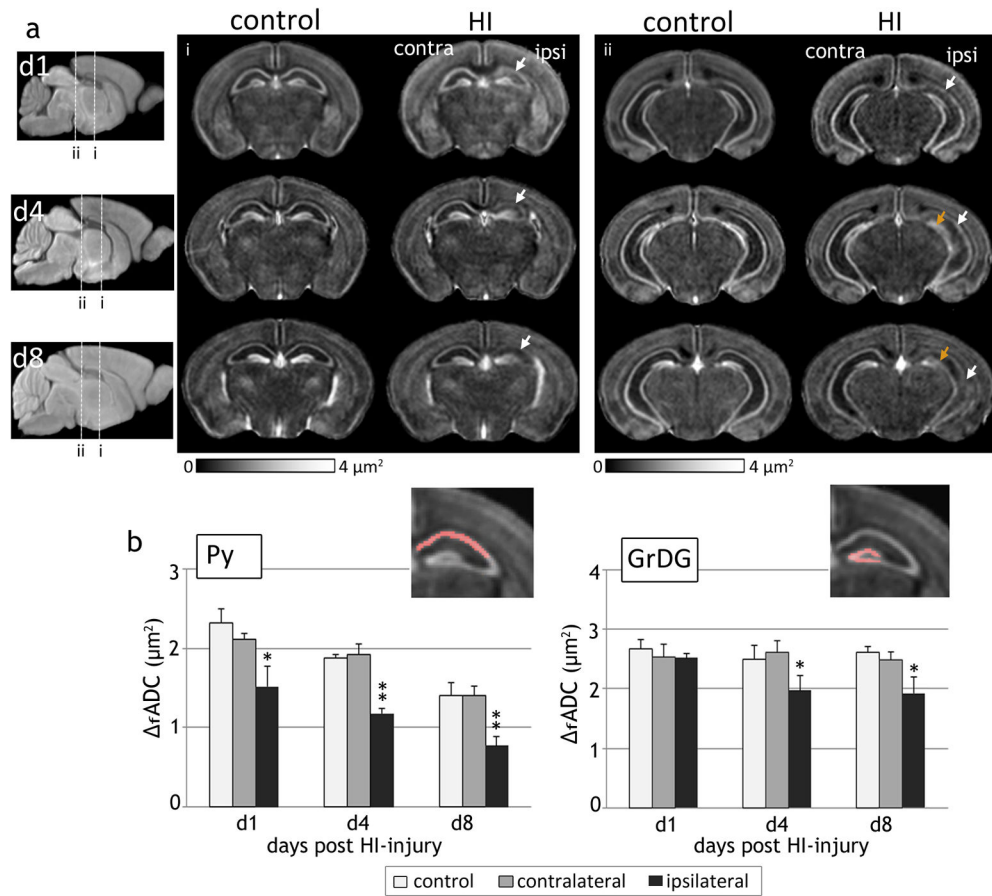 a
control
HI
control
HI
i
contra
ipsi
ii
contra
ipsi
d1
ii
i
d4
ii
i
d8
ii
i
0
4 µm²
0
4 µm²
b
Py
3
2
1
0
ΔfADC (µm²)
*
**
**
d1
d4
d8
days post HI-injury
GrDG
4
3
2
1
0
ΔfADC (µm²)
*
*
d1
d4
d8
days post HI-injury
control
contralateral
ipsilateral